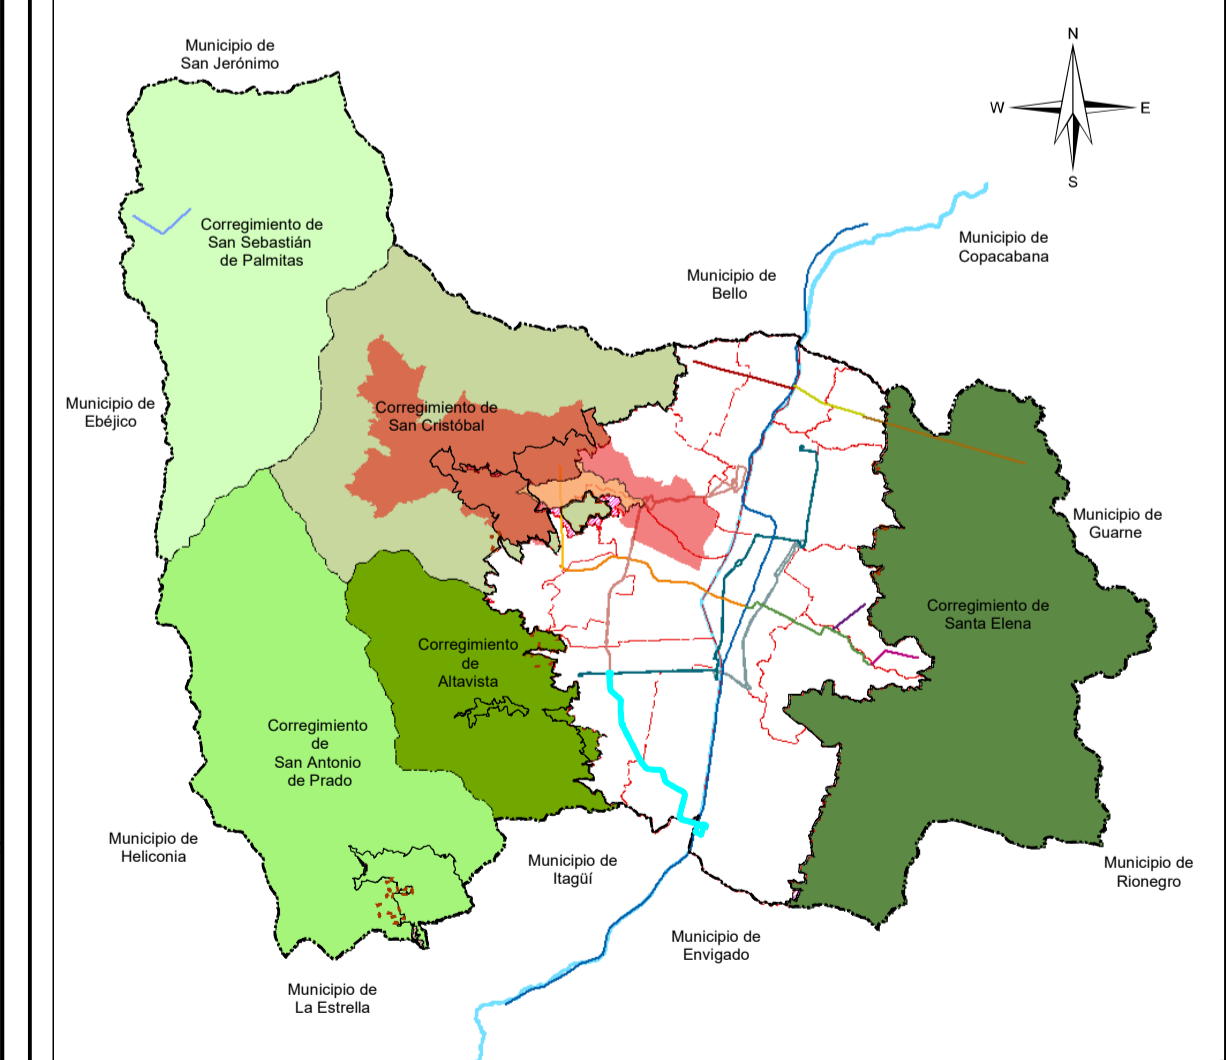 Municipio de
San Jerónimo
N
W
E
S
Corregimiento de
San Sebastián
de Palmitas
Municipio de
Copacabana
Municipio de
Bello
Municipio de
Ebéjico
Corregimiento de
San Cristóbal
Municipio de
Guarne
Corregimiento de
Santa Elena
Corregimiento
de
Altavista
Corregimiento
de
San Antonio
de Prado
Municipio de
Heliconia
Municipio de
Itagüí
Municipio de
Rionegro
Municipio de
Envigado
Municipio de
La Estrella